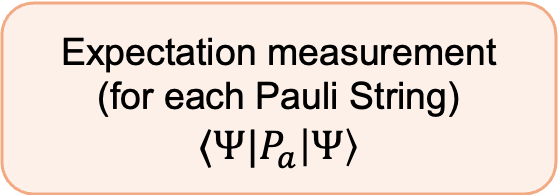 Expectation measurement
(for each Pauli String)
⟨Ψ|Pₐ|Ψ⟩